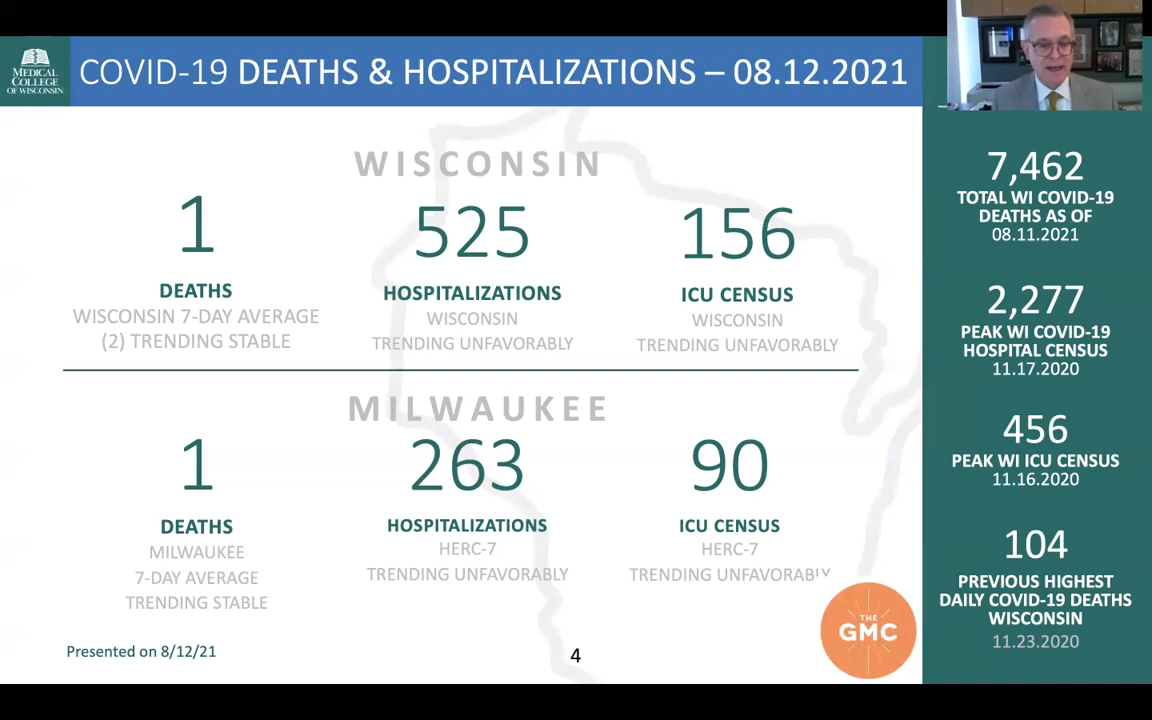 MEDICAL
COLLEGE
OF WISCONSIN
COVID-19 DEATHS & HOSPITALIZATIONS – 08.12.2021
WISCONSIN
1
DEATHS
WISCONSIN 7-DAY AVERAGE
(2) TRENDING STABLE
525
HOSPITALIZATIONS
WISCONSIN
TRENDING UNFAVORABLY
156
ICU CENSUS
WISCONSIN
TRENDING UNFAVORABLY
MILWAUKEE
1
DEATHS
MILWAUKEE
7-DAY AVERAGE
TRENDING STABLE
263
HOSPITALIZATIONS
HERC-7
TRENDING UNFAVORABLY
90
ICU CENSUS
HERC-7
TRENDING UNFAVORABLY
Presented on 8/12/21
4
THE
GMC
7,462
TOTAL WI COVID-19
DEATHS AS OF
08.11.2021
2,277
PEAK WI COVID-19
HOSPITAL CENSUS
11.17.2020
456
PEAK WI ICU CENSUS
11.16.2020
104
PREVIOUS HIGHEST
DAILY COVID-19 DEATHS
WISCONSIN
11.23.2020